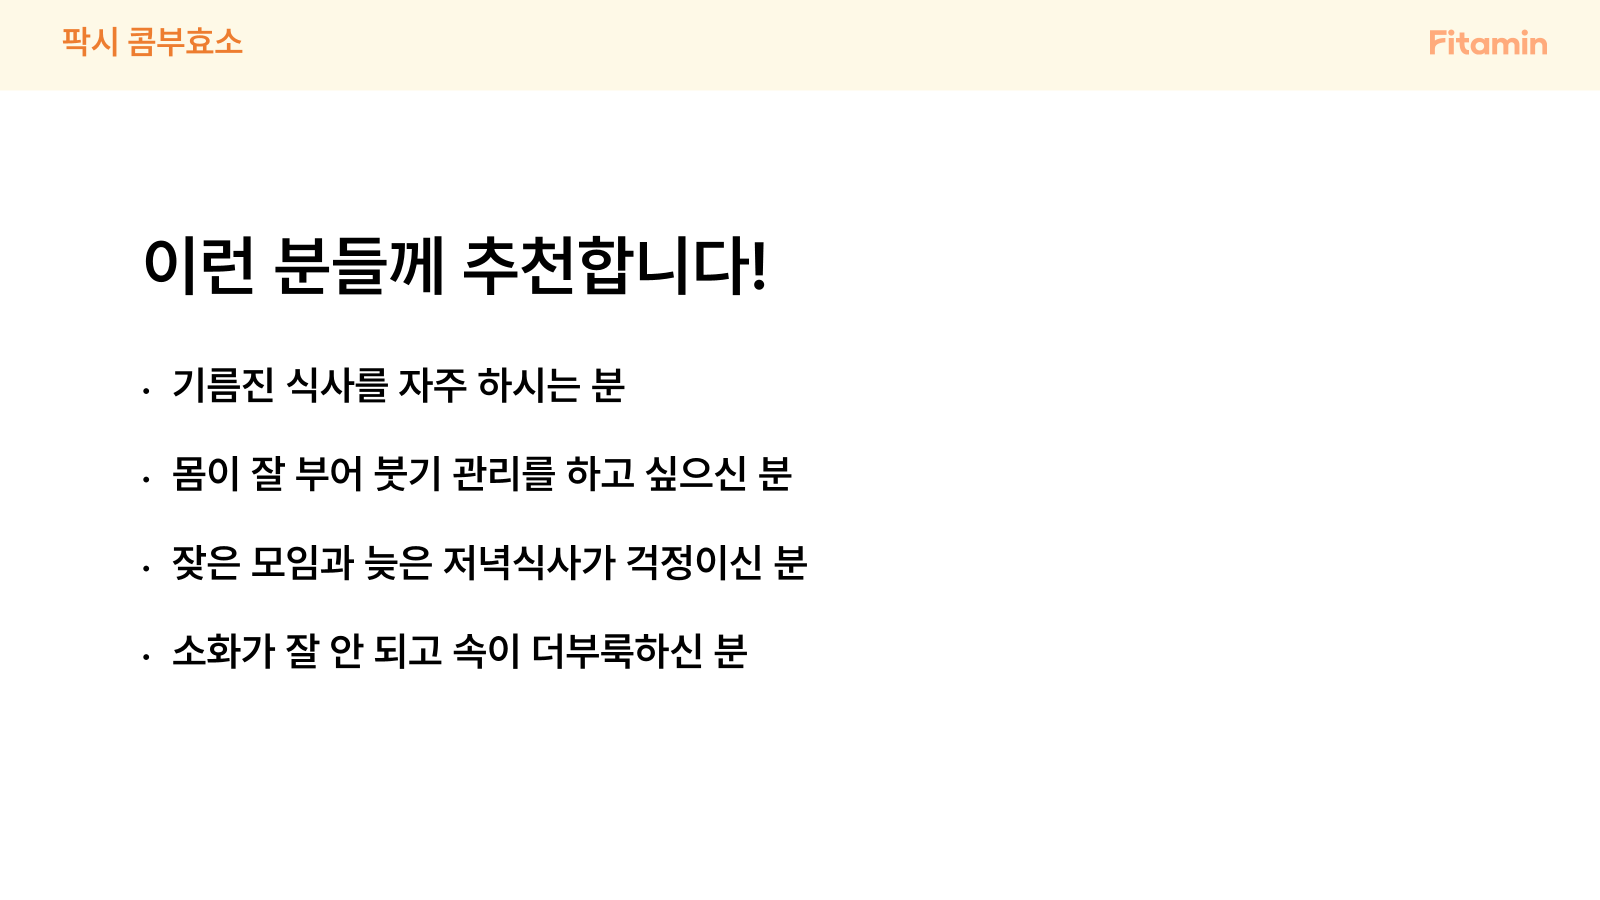 팍시 콤부효소
Fitamin
이런 분들께 추천합니다!
• 기름진 식사를 자주 하시는 분
• 몸이 잘 부어 붓기 관리를 하고 싶으신 분
• 잦은 모임과 늦은 저녁식사가 걱정이신 분
• 소화가 잘 안 되고 속이 더부룩하신 분